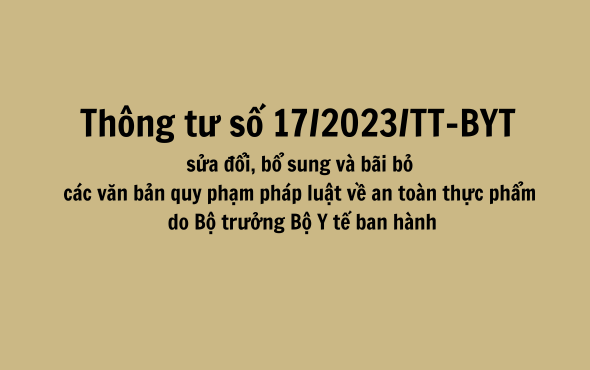 Thông tư số 17/2023/TT-BYT
sửa đổi, bổ sung và bãi bỏ
các văn bản quy phạm pháp luật về an toàn thực phẩm
do Bộ trưởng Bộ Y tế ban hành